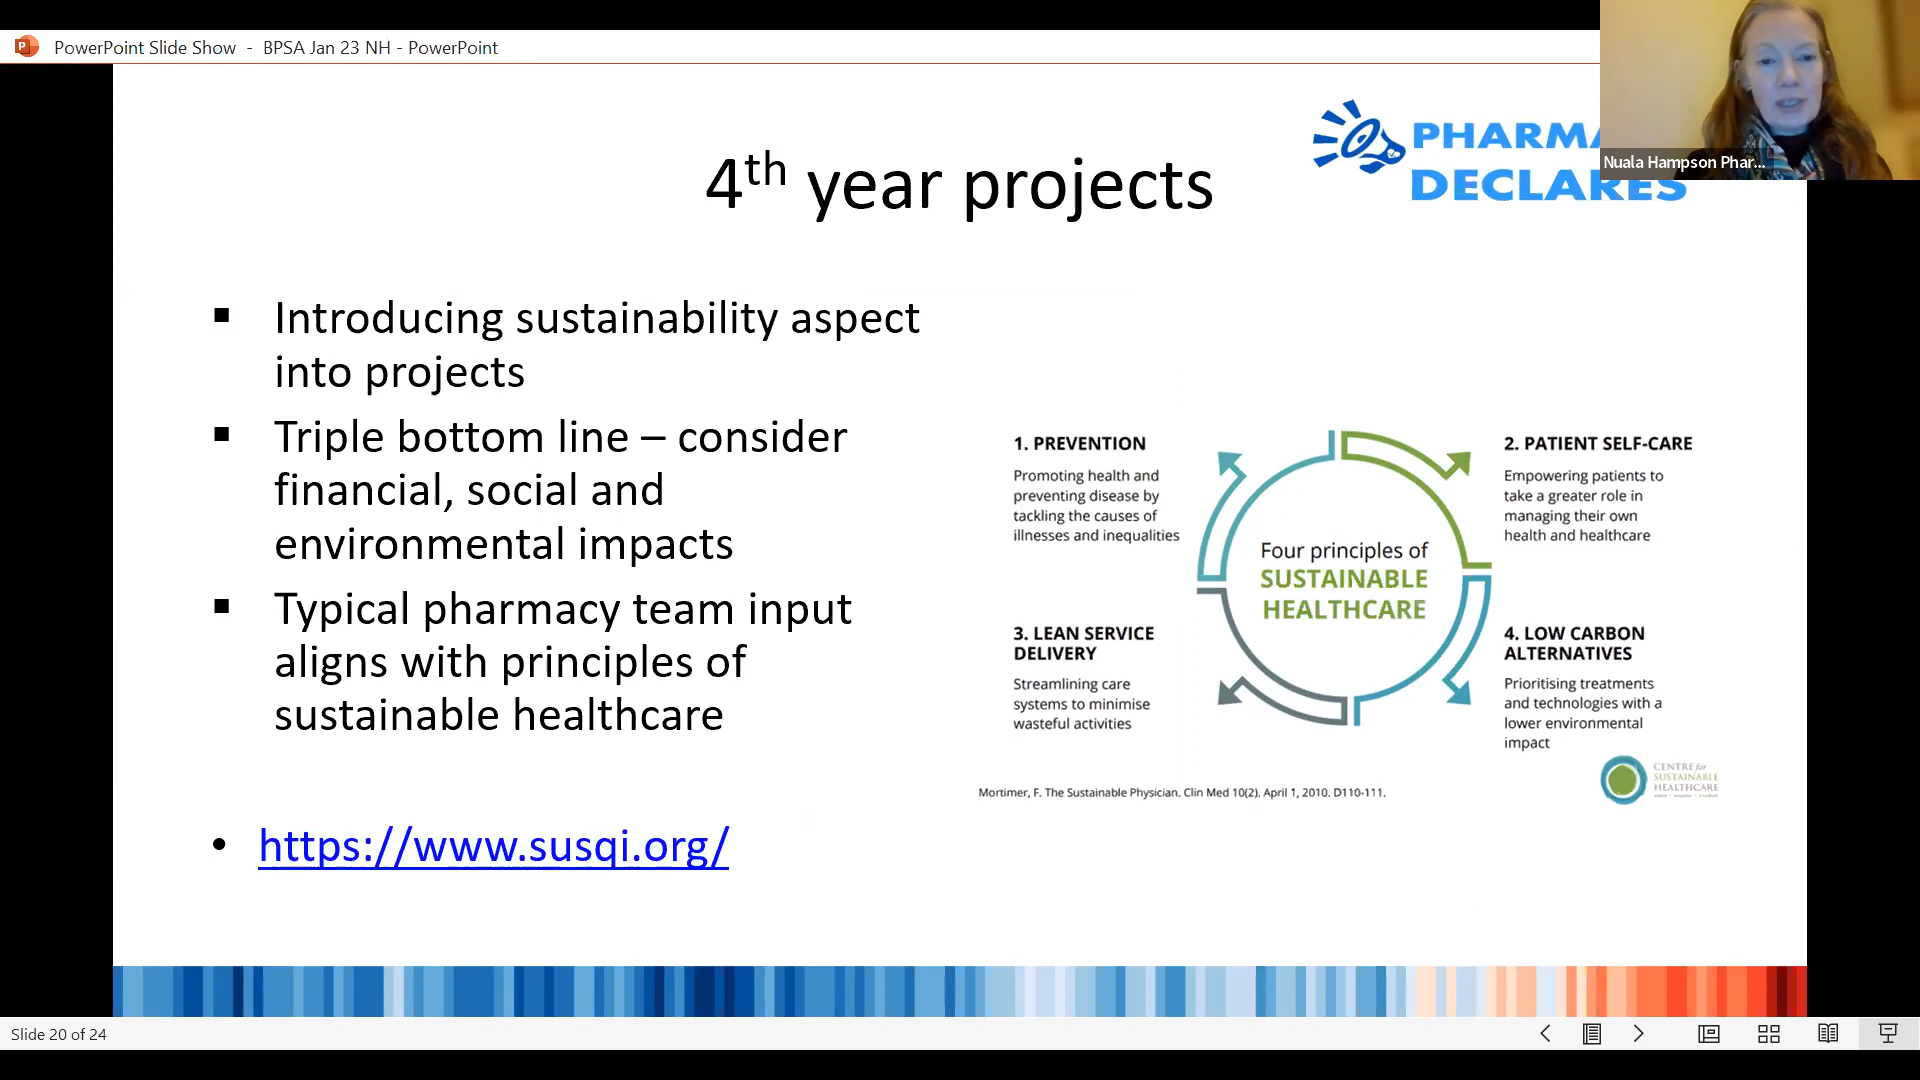 PowerPoint Slide Show - BPSA Jan 23 NH - PowerPoint
4th year projects
PHARMA
DECLARES
Nuala Hampson Phar...
▪ Introducing sustainability aspect
into projects
▪ Triple bottom line – consider
financial, social and
environmental impacts
▪ Typical pharmacy team input
aligns with principles of
sustainable healthcare
• https://www.susqi.org/
1. PREVENTION
Promoting health and
preventing disease by
tackling the causes of
illnesses and inequalities
2. PATIENT SELF-CARE
Empowering patients to
take a greater role in
managing their own
health and healthcare
Four principles of
SUSTAINABLE
HEALTHCARE
3. LEAN SERVICE
DELIVERY
Streamlining care
systems to minimise
wasteful activities
4. LOW CARBON
ALTERNATIVES
Prioritising treatments
and technologies with a
lower environmental
impact
CENTRE for
SUSTAINABLE
HEALTHCARE
Mortimer, F. The Sustainable Physician. Clin Med 10(2). April 1, 2010. D110-111.
Slide 20 of 24